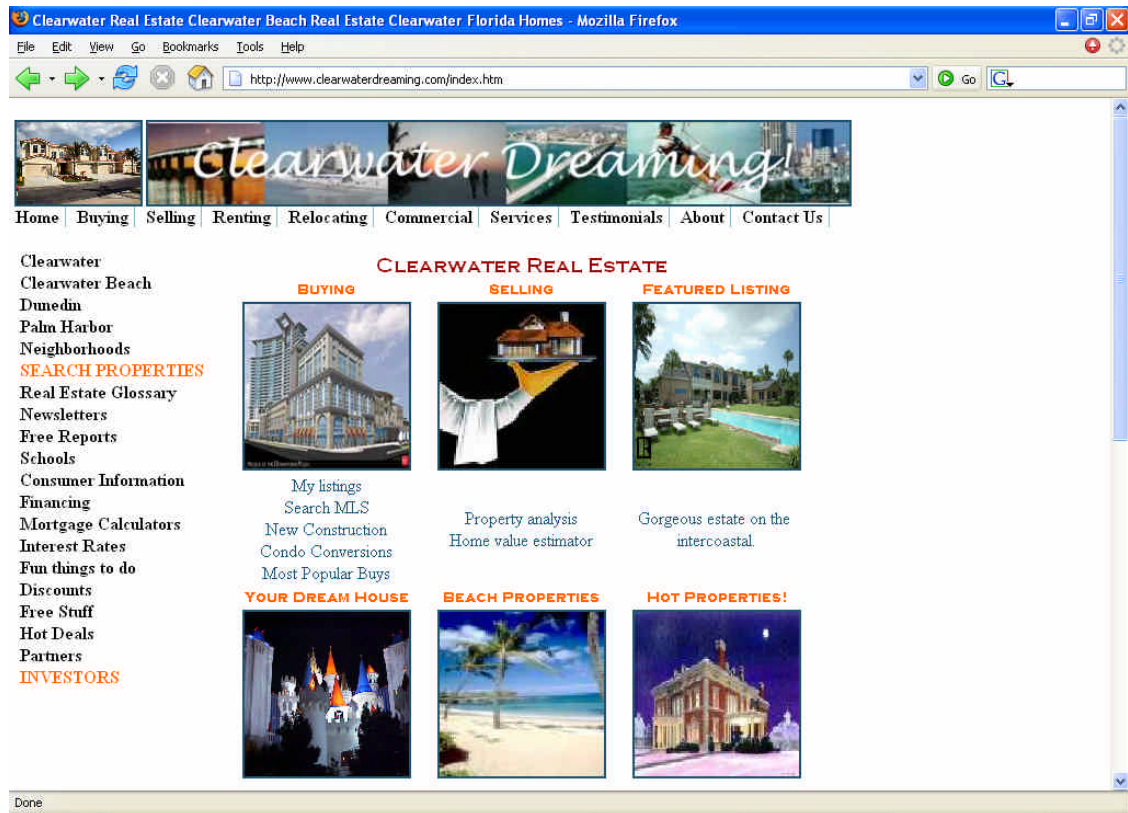 Clearwater Real Estate Clearwater Beach Real Estate Clearwater Florida Homes - Mozilla Firefox
File Edit View Go Bookmarks Tools Help
http://www.clearwaterdreaming.com/index.htm Go G
Clearwater Dreaming!
Home Buying Selling Renting Relocating Commercial Services Testimonials About Contact Us
Clearwater
Clearwater Beach
Dunedin
Palm Harbor
Neighborhoods
SEARCH PROPERTIES
Real Estate Glossary
Newsletters
Free Reports
Schools
Consumer Information
Financing
Mortgage Calculators
Interest Rates
Fun things to do
Discounts
Free Stuff
Hot Deals
Partners
INVESTORS
Clearwater Real Estate
Buying Selling Featured Listing
My listings
Search MLS
New Construction
Condo Conversions
Most Popular Buys
Property analysis
Home value estimator
Gorgeous estate on the
intercoastal.
Your Dream House Beach Properties Hot Properties!
Done